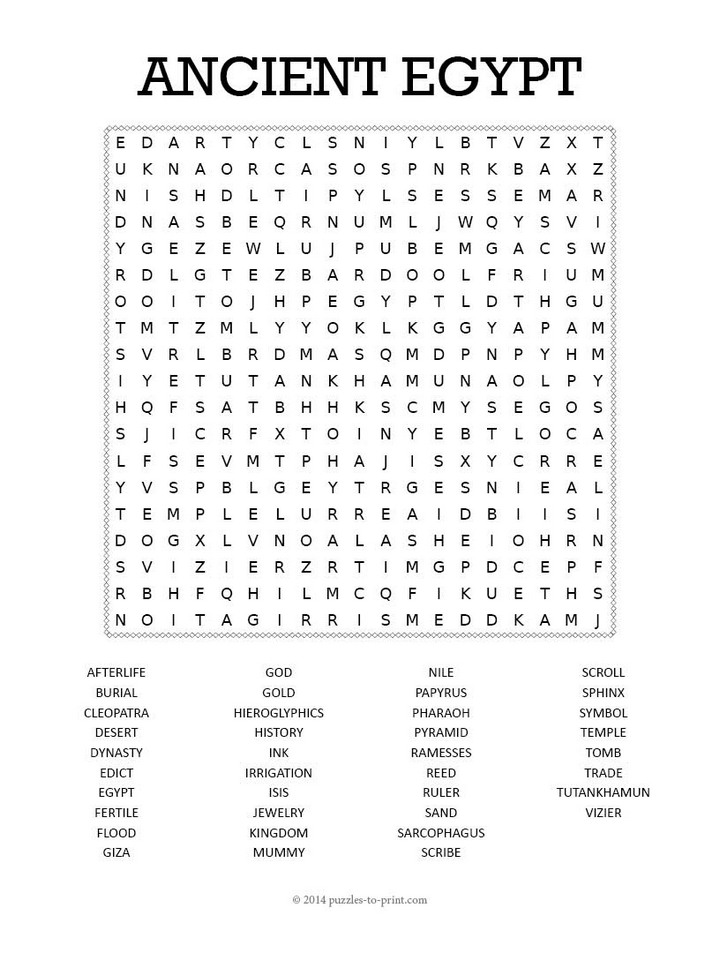 ANCIENT EGYPT
E D A R T Y C L S N I Y L B T V Z X T
U K N A O R C A S O S P N R K B A X Z
N I S H D L T I P Y L S E S S E M A R
D N A S B E Q R N U M L J W Q Y S V I
Y G E Z E W L U J P U B E M G A C S W
R D L G T E Z B A R D O O L F R I U M
O O I T O J H P E G Y P T L D T H G U
T M T Z M L Y Y O K L K G G Y A P A M
S V R L B R D M A S Q M D P N P Y H M
I Y E T U T A N K H A M U N A O L P Y
H Q F S A T B H H K S C M Y S E G O S
S J I C R F X T O I N Y E B T L O C A
L F S E V M T P H A J I S X Y C R R E
Y V S P B L G E Y T R G E S N I E A L
T E M P L E L U R R E A I D B I I S I
D O G X L V N O A L A S H E I O H R N
S V I Z I E R Z R T I M G P D C E P F
R B H F Q H I L M C Q F I K U E T H S
N O I T A G I R R I S M E D D K A M J
AFTERLIFE GOD NILE SCROLL
BURIAL GOLD PAPYRUS SPHINX
CLEOPATRA HIEROGLYPHICS PHARAOH SYMBOL
DESERT HISTORY PYRAMID TEMPLE
DYNASTY INK RAMESSES TOMB
EDICT IRRIGATION REED TRADE
EGYPT ISIS RULER TUTANKHAMUN
FERTILE JEWELRY SAND VIZIER
FLOOD KINGDOM SARCOPHAGUS
GIZA MUMMY SCRIBE
© 2014 puzzles-to-print.com